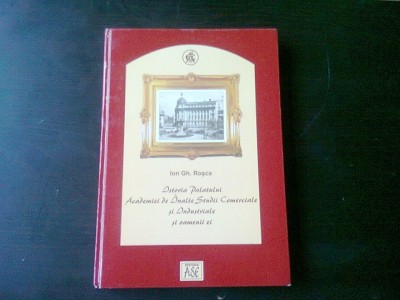 Ion Gh. Roşca
Istoria Palatului
Academiei de Înalte Studii Comerciale
şi Industriale
şi oamenii ei
ASE